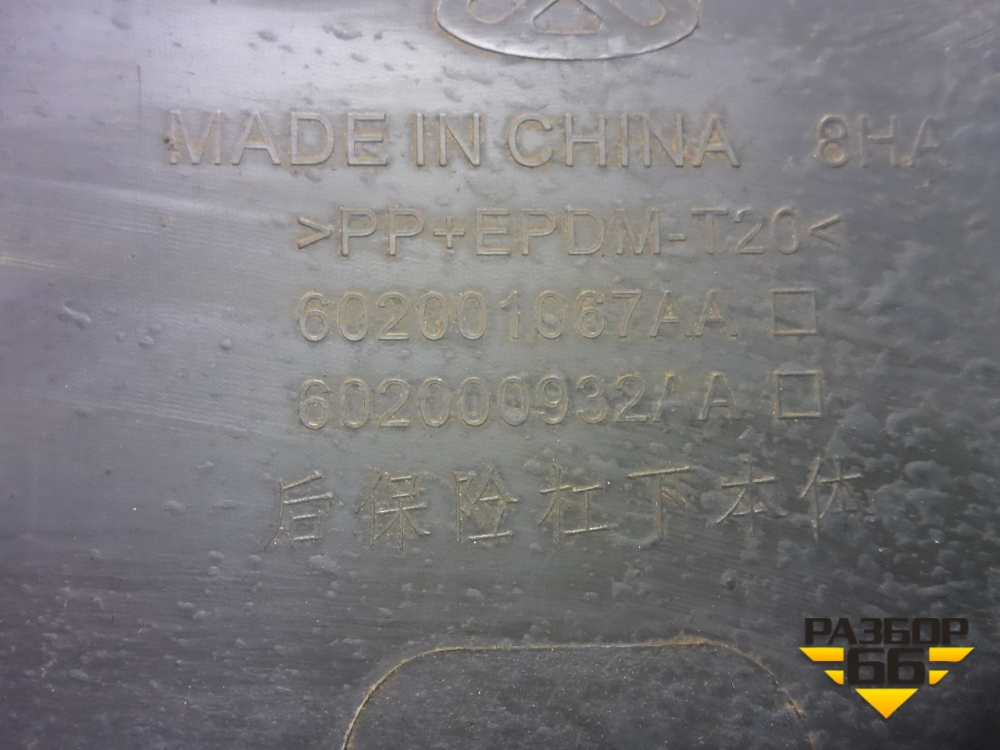 MADE IN CHINA 8HA
>PP+EPDM-T20<
602001067AA
602000932AA
后保险杠下本体
РАЗБОР
66